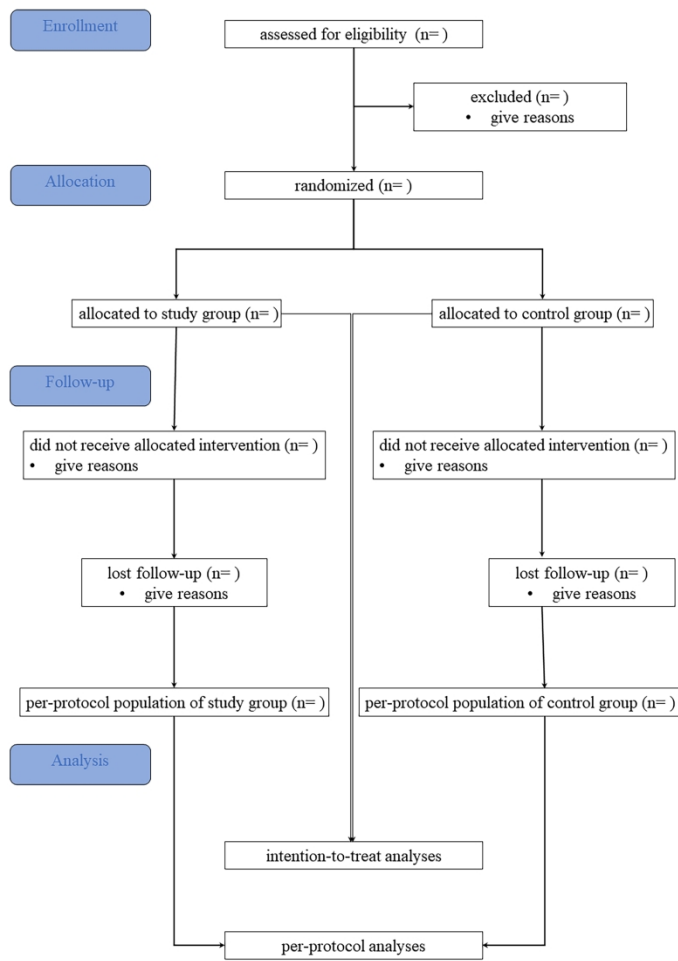 Enrollment
assessed for eligibility (n= )
excluded (n= )
• give reasons
Allocation
randomized (n= )
allocated to study group (n= )
allocated to control group (n= )
Follow-up
did not receive allocated intervention (n= )
• give reasons
did not receive allocated intervention (n= )
• give reasons
lost follow-up (n= )
• give reasons
lost follow-up (n= )
• give reasons
per-protocol population of study group (n= )
per-protocol population of control group (n= )
Analysis
intention-to-treat analyses
per-protocol analyses